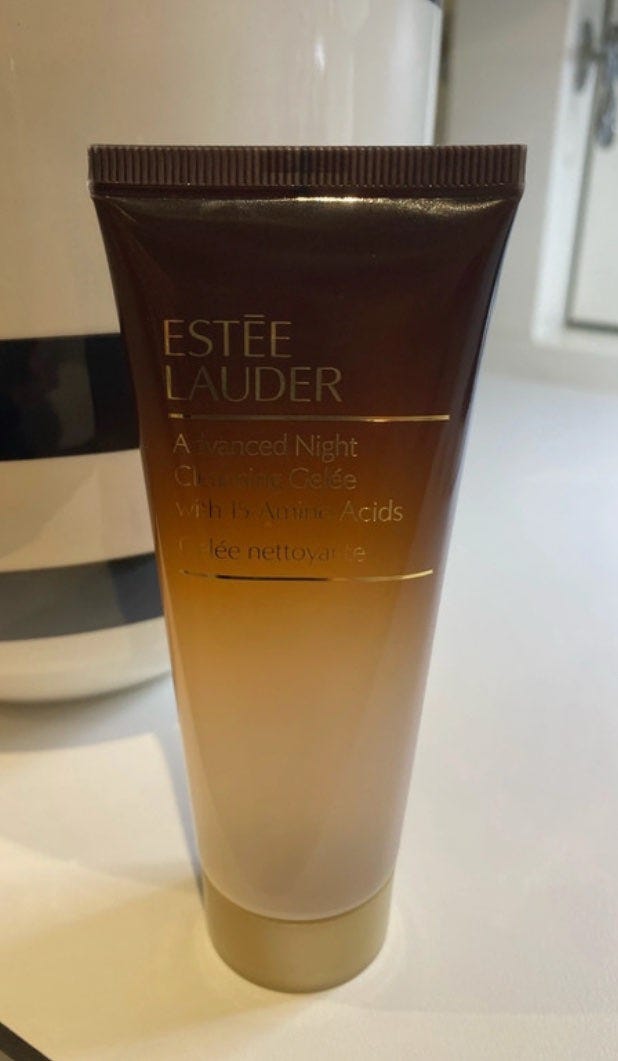 ESTĒE
LAUDER
Advanced Night
Cleansing Gelée
with 15 Amino Acids
Gelée nettoyante